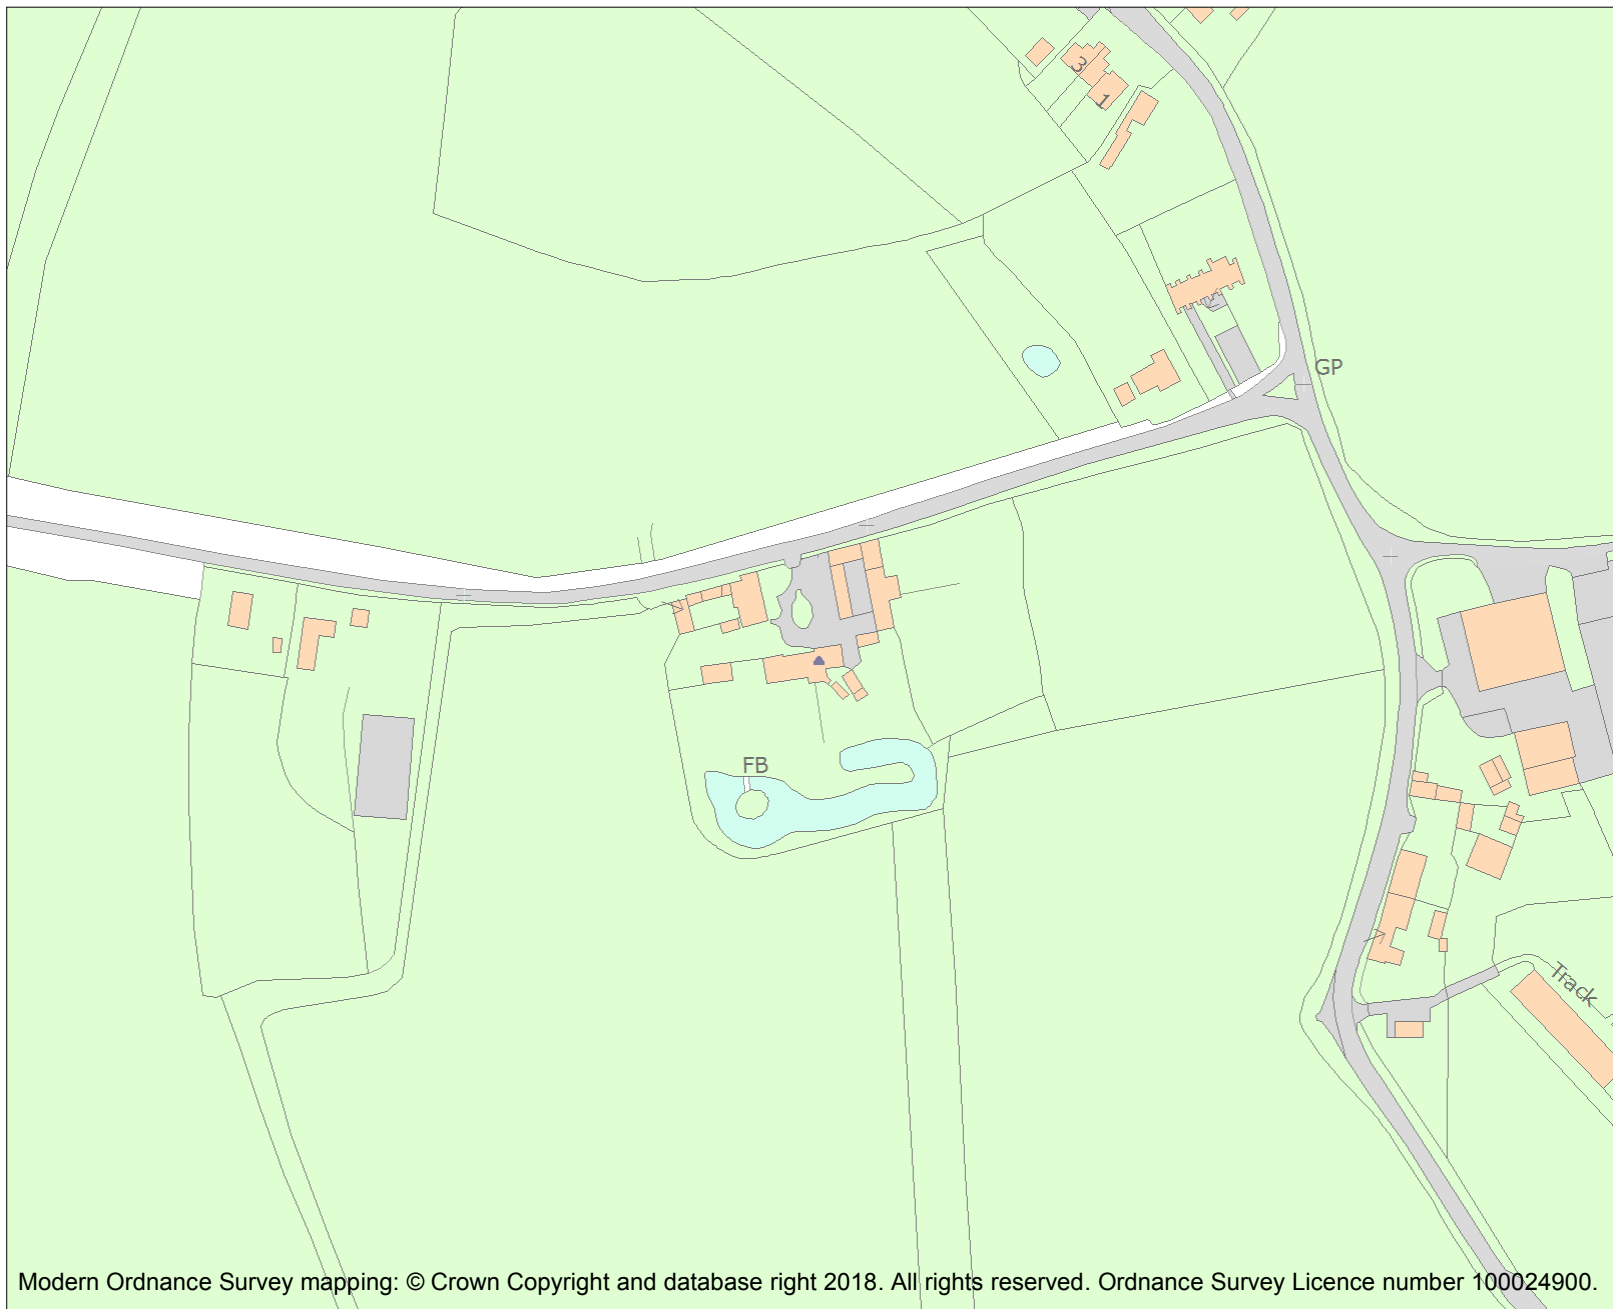 3
1
GP
FB
Track
Modern Ordnance Survey mapping: © Crown Copyright and database right 2018. All rights reserved. Ordnance Survey Licence number 100024900.